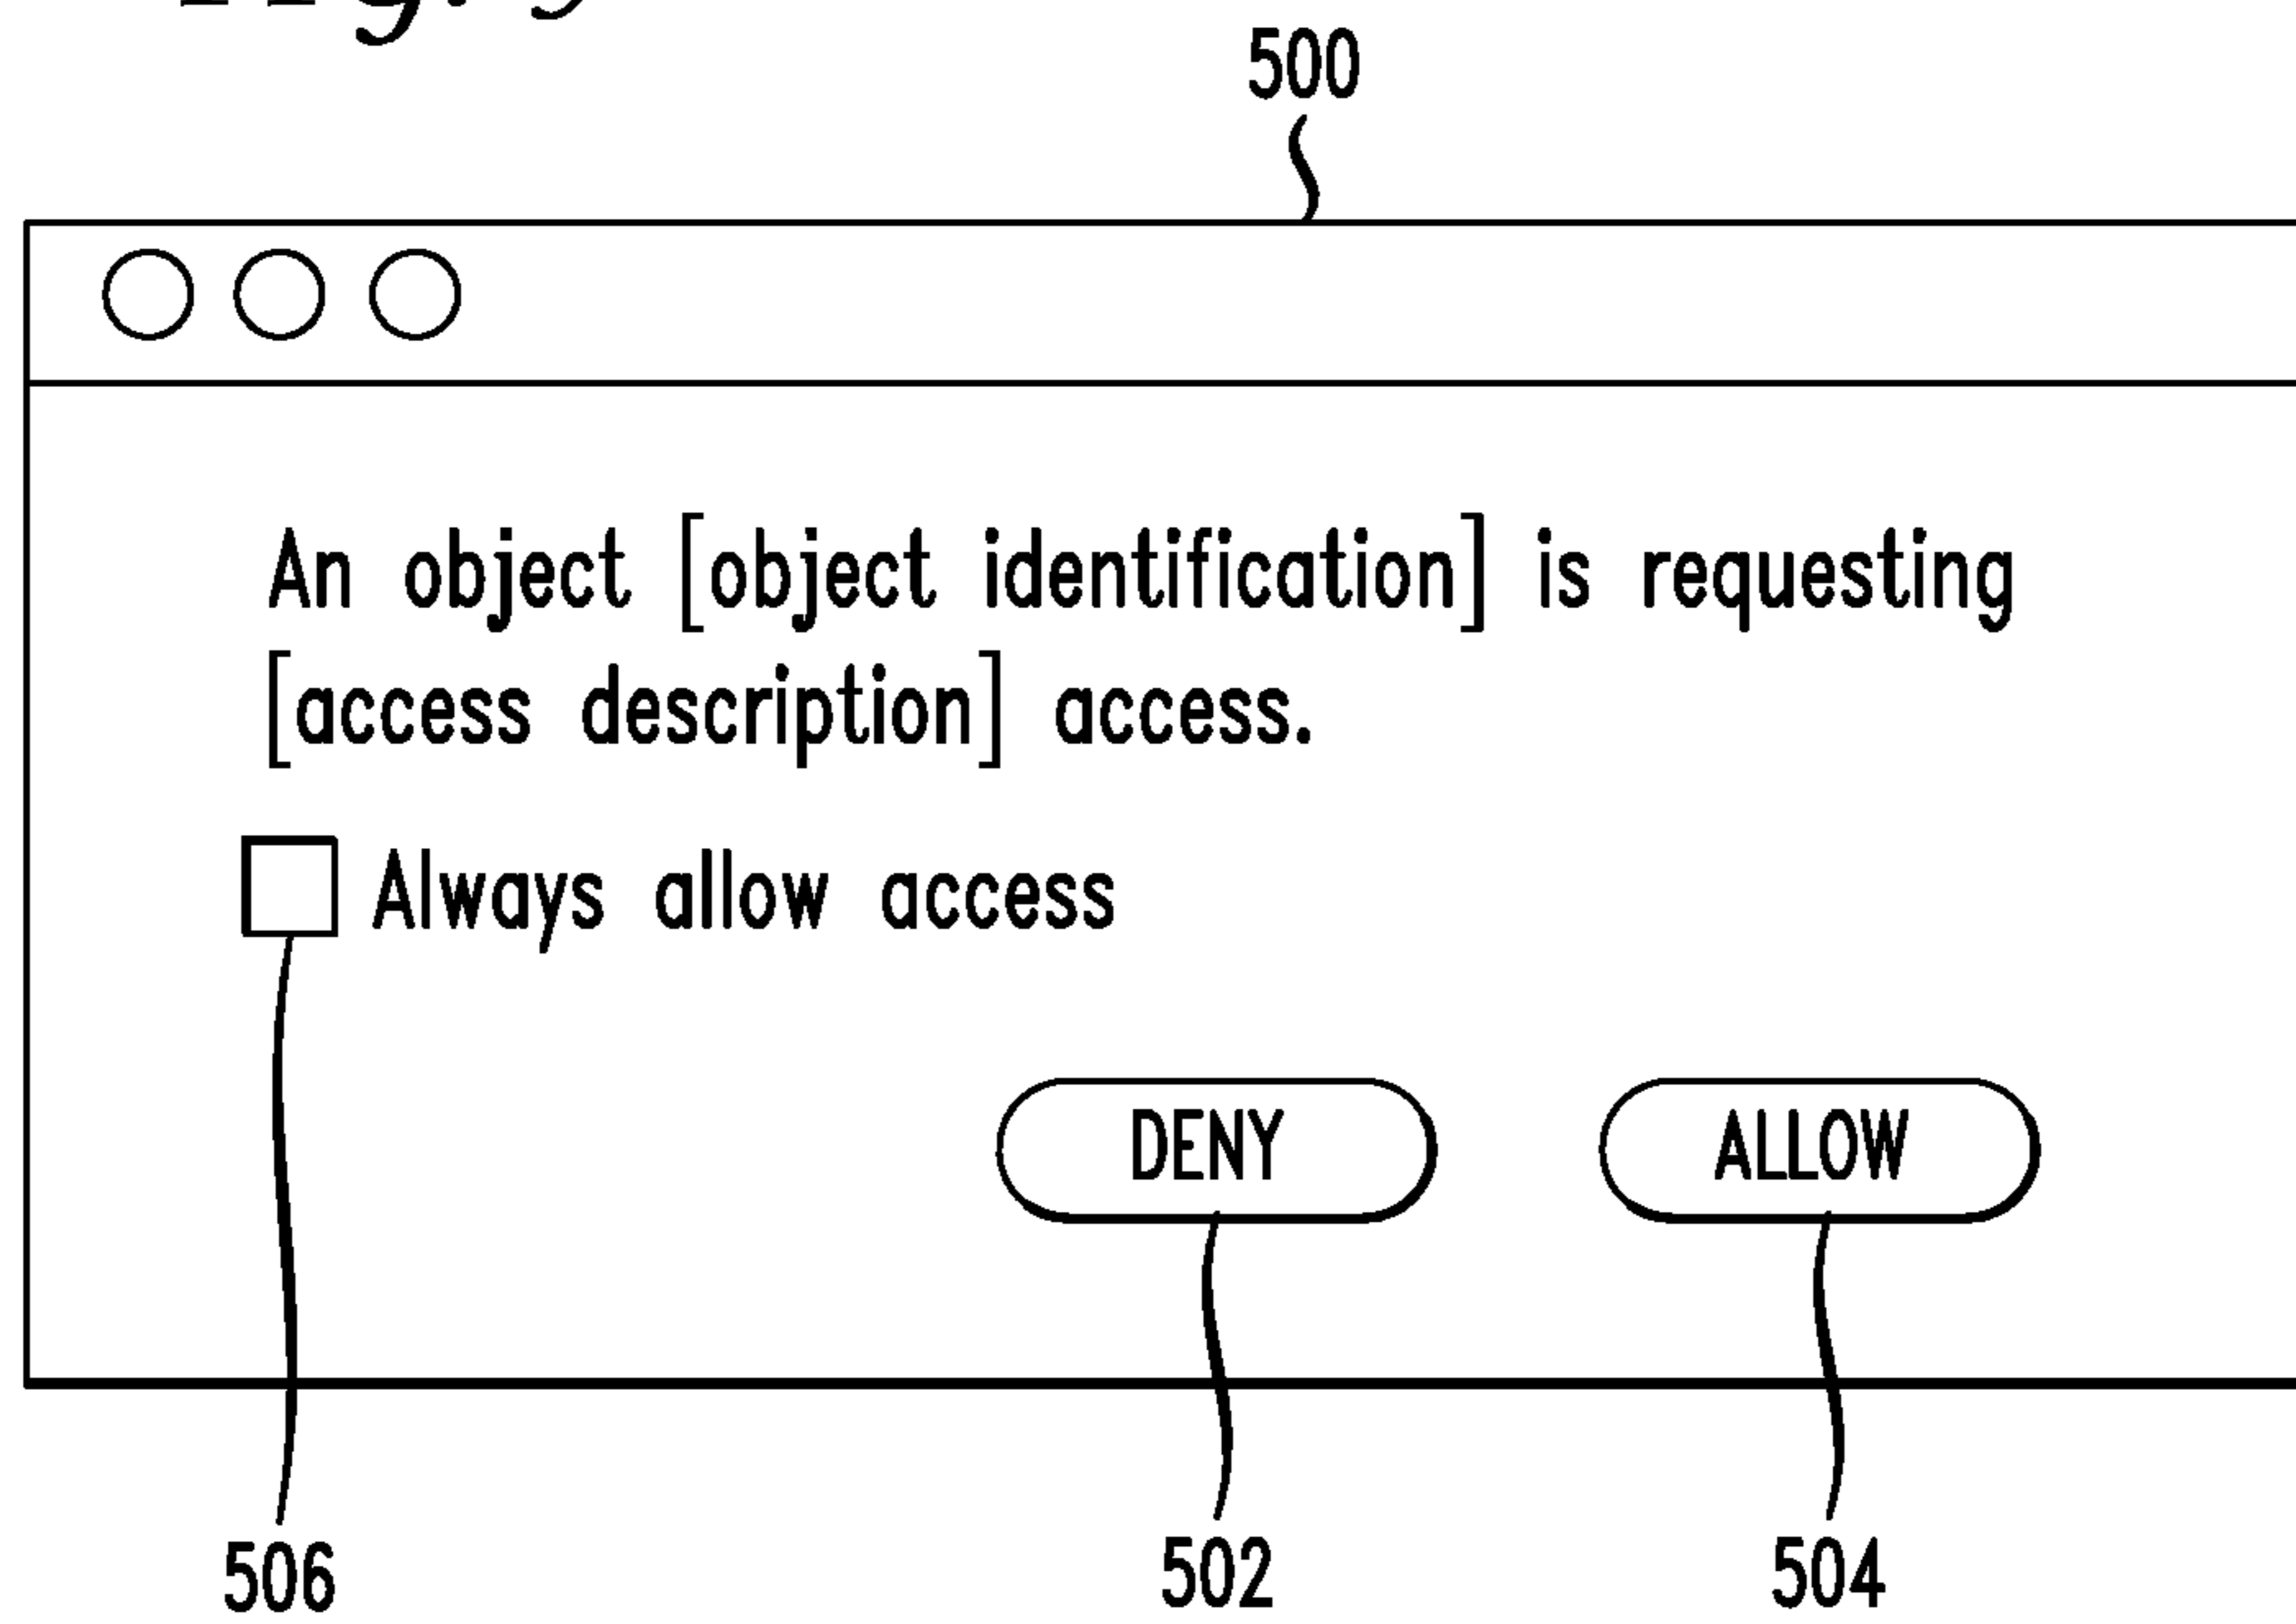 500
An object [object identification] is requesting
[access description] access.
Always allow access
DENY ALLOW
506 502 504